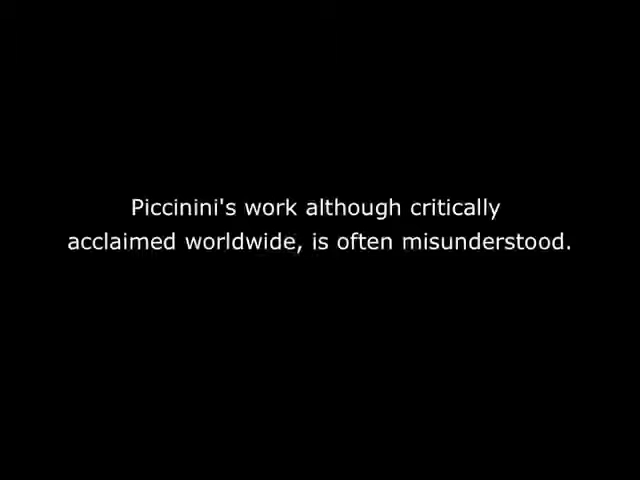 Piccinini's work although critically
acclaimed worldwide, is often misunderstood.